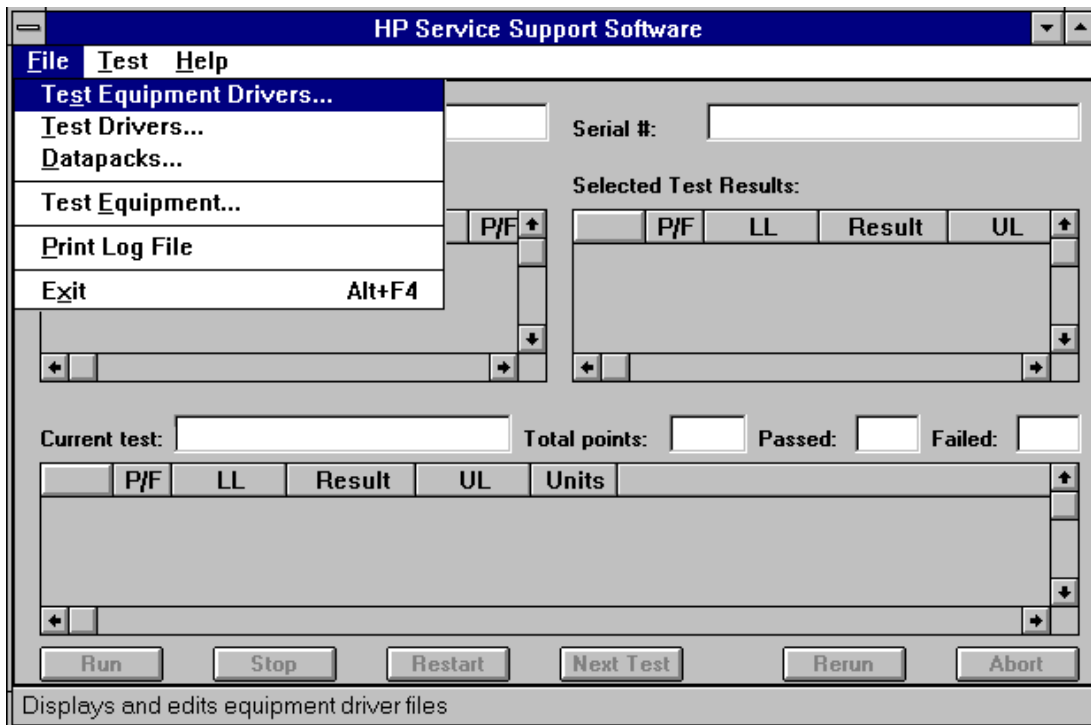 HP Service Support Software
File Test Help
Test Equipment Drivers...
Test Drivers...
Datapacks...
Test Equipment...
Print Log File
Exit Alt+F4
Serial #:
Selected Test Results:
P/F
P/F LL Result UL
Current test: Total points: Passed: Failed:
P/F LL Result UL Units
Run Stop Restart Next Test Rerun Abort
Displays and edits equipment driver files